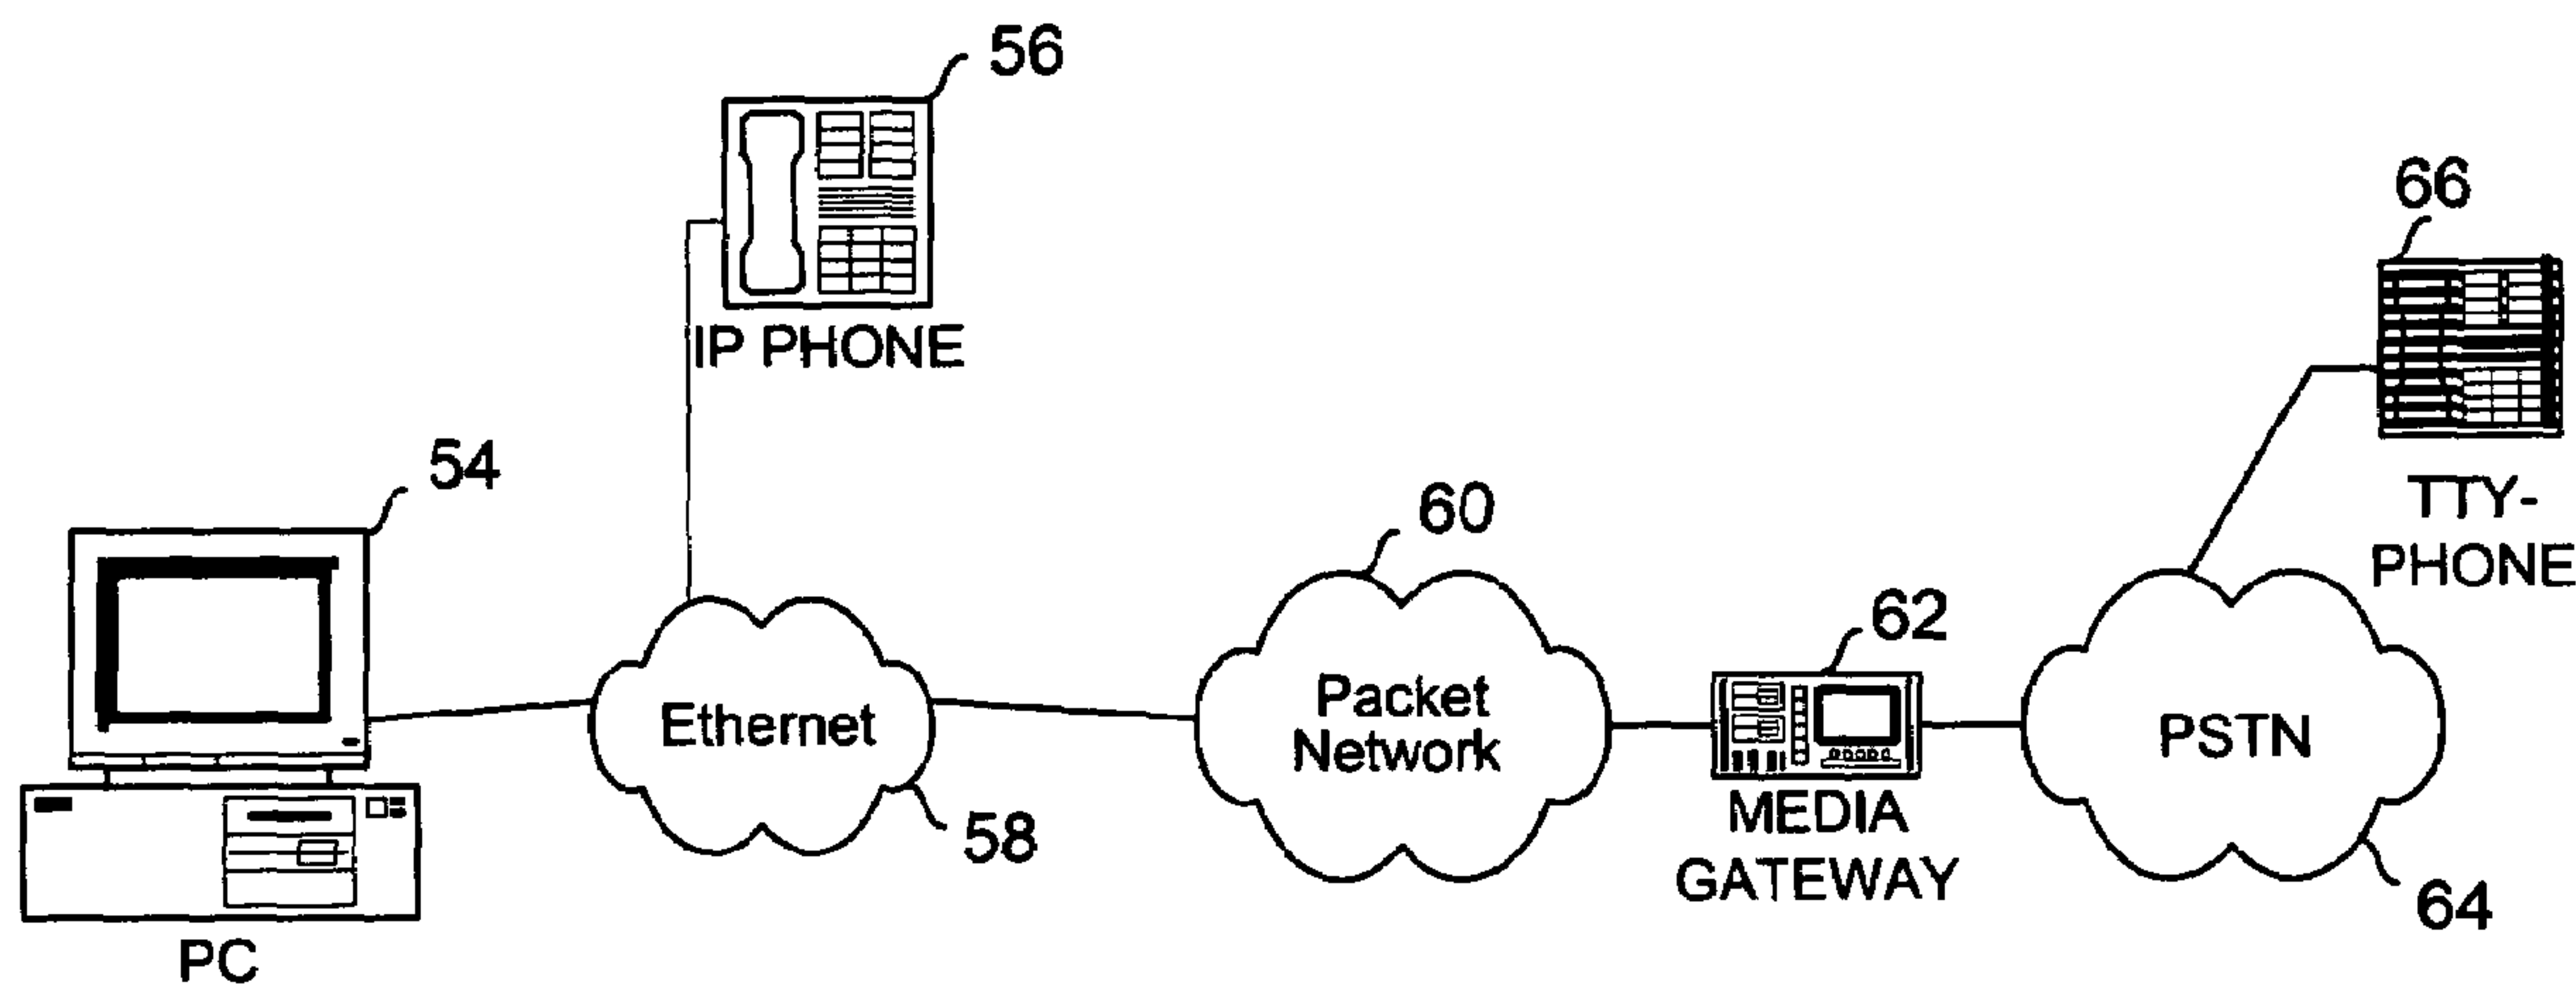 56
IP PHONE
66
TTY-
PHONE
54
PC
Ethernet
58
60
Packet
Network
62
MEDIA
GATEWAY
PSTN
64